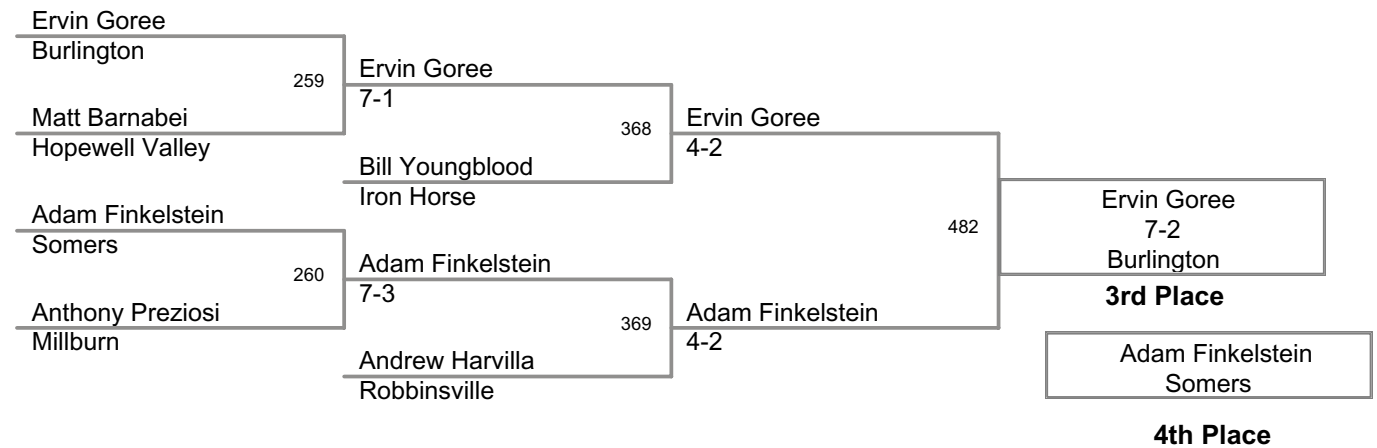 Ervin Goree
Burlington
259
Matt Barnabei
Hopewell Valley
Adam Finkelstein
Somers
260
Anthony Preziosi
Millburn
Ervin Goree
7-1
368
Bill Youngblood
Iron Horse
Adam Finkelstein
7-3
369
Andrew Harvilla
Robbinsville
Ervin Goree
4-2
482
Adam Finkelstein
4-2
Ervin Goree
7-2
Burlington
3rd Place
Adam Finkelstein
Somers
4th Place